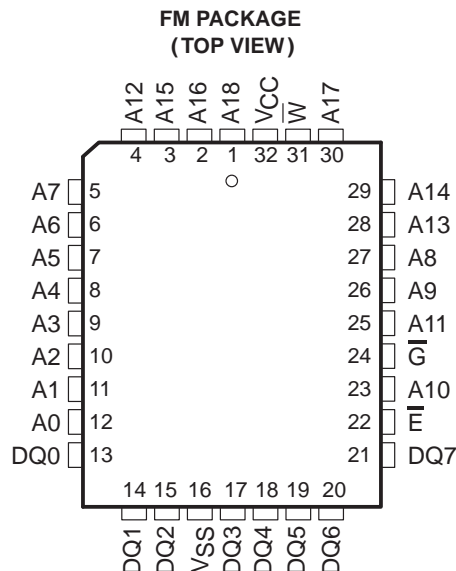 FM PACKAGE
(TOP VIEW)
A12 A15 A16 A18 VCC W̅ A17
4 3 2 1 32 31 30
A7 5 29 A14
A6 6 28 A13
A5 7 27 A8
A4 8 26 A9
A3 9 25 A11
A2 10 24 G̅
A1 11 23 A10
A0 12 22 E̅
DQ0 13 21 DQ7
14 15 16 17 18 19 20
DQ1 DQ2 VSS DQ3 DQ4 DQ5 DQ6